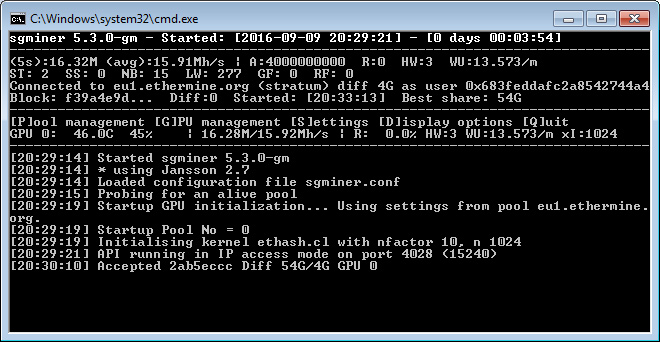 C:\Windows\system32\cmd.exe
sgminer 5.3.0-gm - Started: [2016-09-09 20:29:21] - [0 days 00:03:54]
(5s):16.32M (avg):15.91Mh/s | A:4000000000 R:0 HW:3 WU:13.573/m
ST: 2 SS: 0 NB: 15 LW: 277 GF: 0 RF: 0
Connected to eu1.ethermine.org (stratum) diff 4G as user 0x683feddafc2a8542744a4
Block: f39a4e9d... Diff:0 Started: [20:33:13] Best share: 54G
[P]ool management [G]PU management [S]ettings [D]isplay options [Q]uit
GPU 0: 46.0C 45% | 16.28M/15.92Mh/s | R: 0.0% HW:3 WU:13.573/m xI:1024
[20:29:14] Started sgminer 5.3.0-gm
[20:29:14] * using Jansson 2.7
[20:29:14] Loaded configuration file sgminer.conf
[20:29:15] Probing for an alive pool
[20:29:19] Startup GPU initialization... Using settings from pool eu1.ethermine.
org.
[20:29:19] Startup Pool No = 0
[20:29:19] Initialising kernel ethash.cl with nfactor 10, n 1024
[20:29:21] API running in IP access mode on port 4028 (15240)
[20:30:10] Accepted 2ab5eccc Diff 54G/4G GPU 0